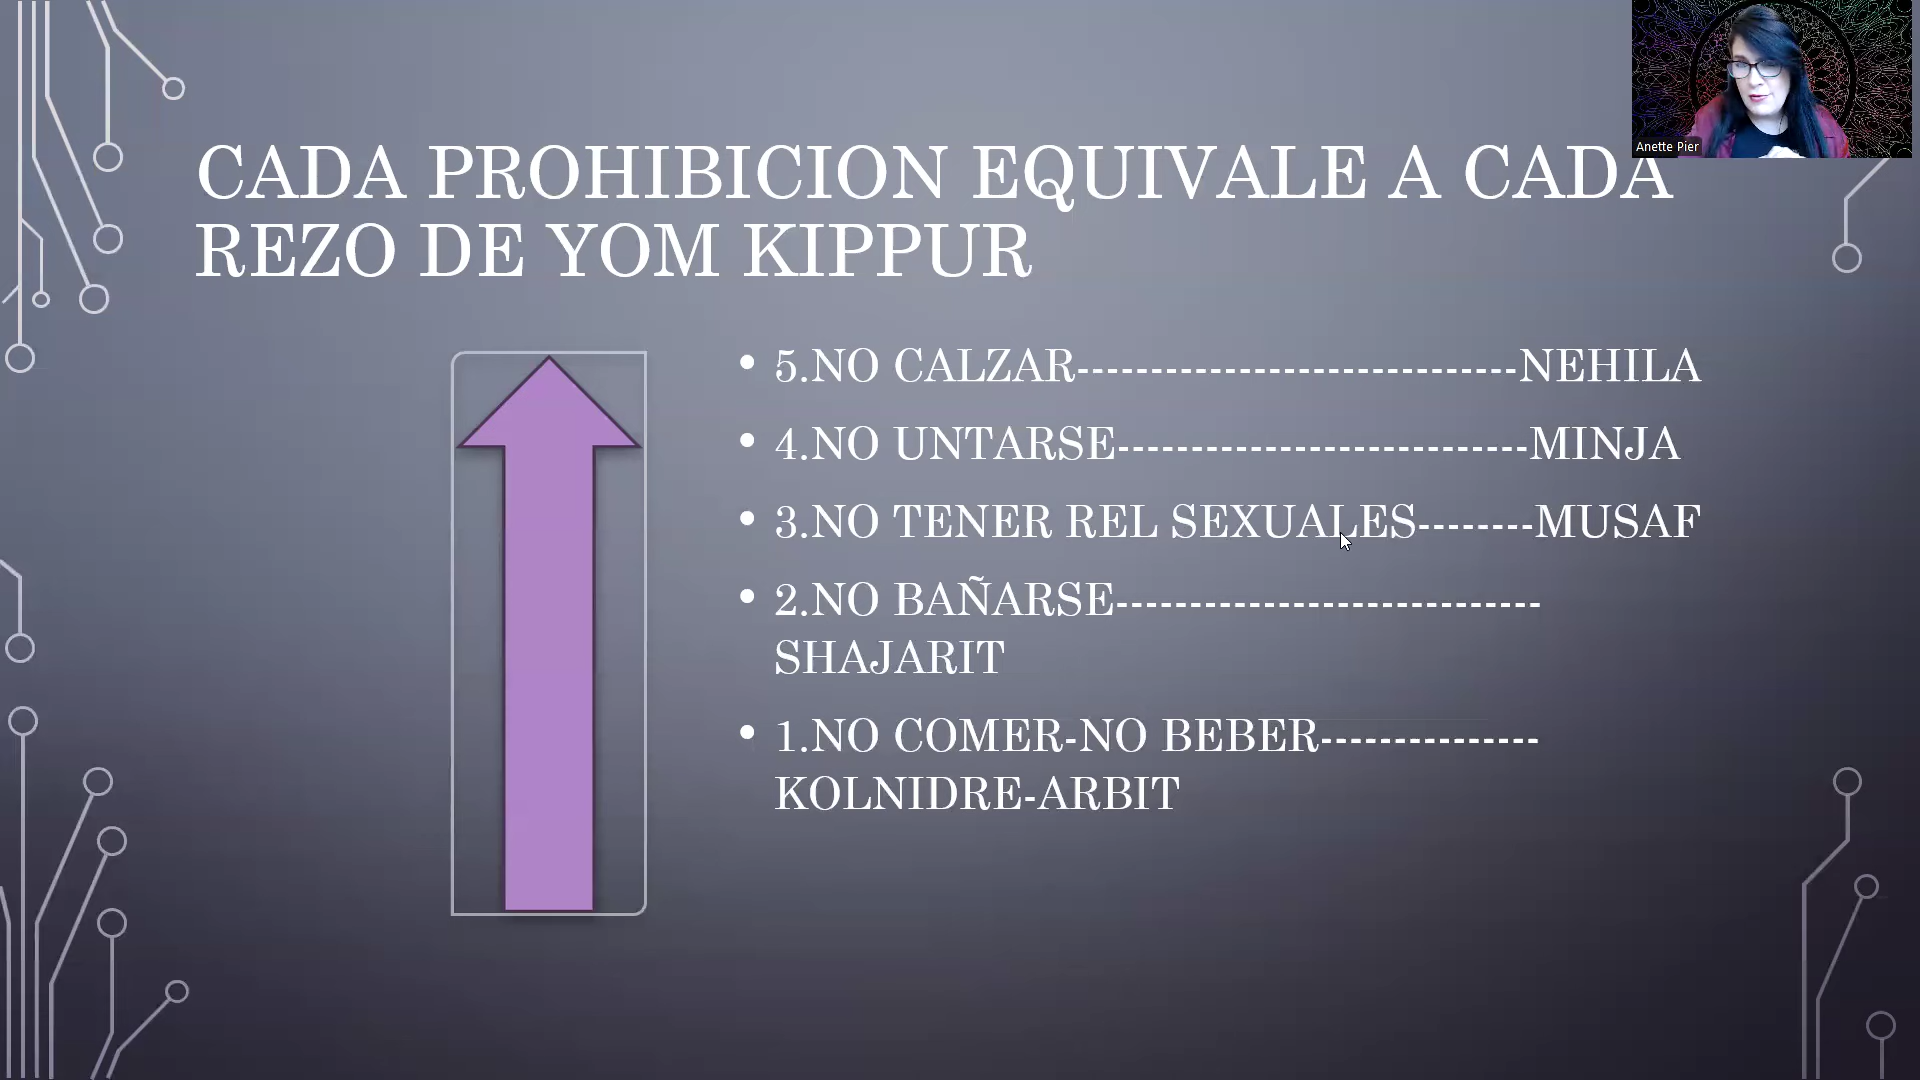 Anette Pier
CADA PROHIBICION EQUIVALE A CADA
REZO DE YOM KIPPUR
• 5.NO CALZAR------------------------------NEHILA
• 4.NO UNTARSE----------------------------MINJA
• 3.NO TENER REL SEXUALES--------MUSAF
• 2.NO BAÑARSE-----------------------------
SHAJARIT
• 1.NO COMER-NO BEBER---------------
KOLNIDRE-ARBIT